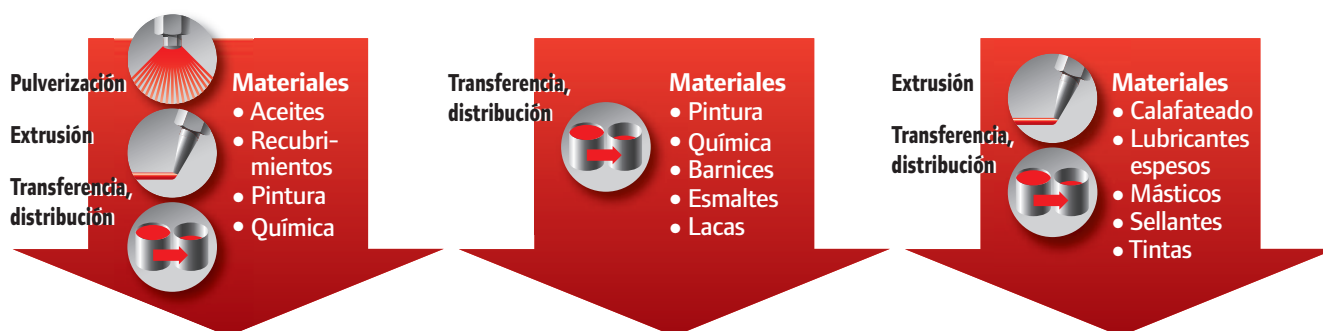 Pulverización
Extrusión
Transferencia,
distribución
Materiales
• Aceites
• Recubri-
mientos
• Pintura
• Química
Transferencia,
distribución
Materiales
• Pintura
• Química
• Barnices
• Esmaltes
• Lacas
Extrusión
Transferencia,
distribución
Materiales
• Calafateado
• Lubricantes
espesos
• Másticos
• Sellantes
• Tintas